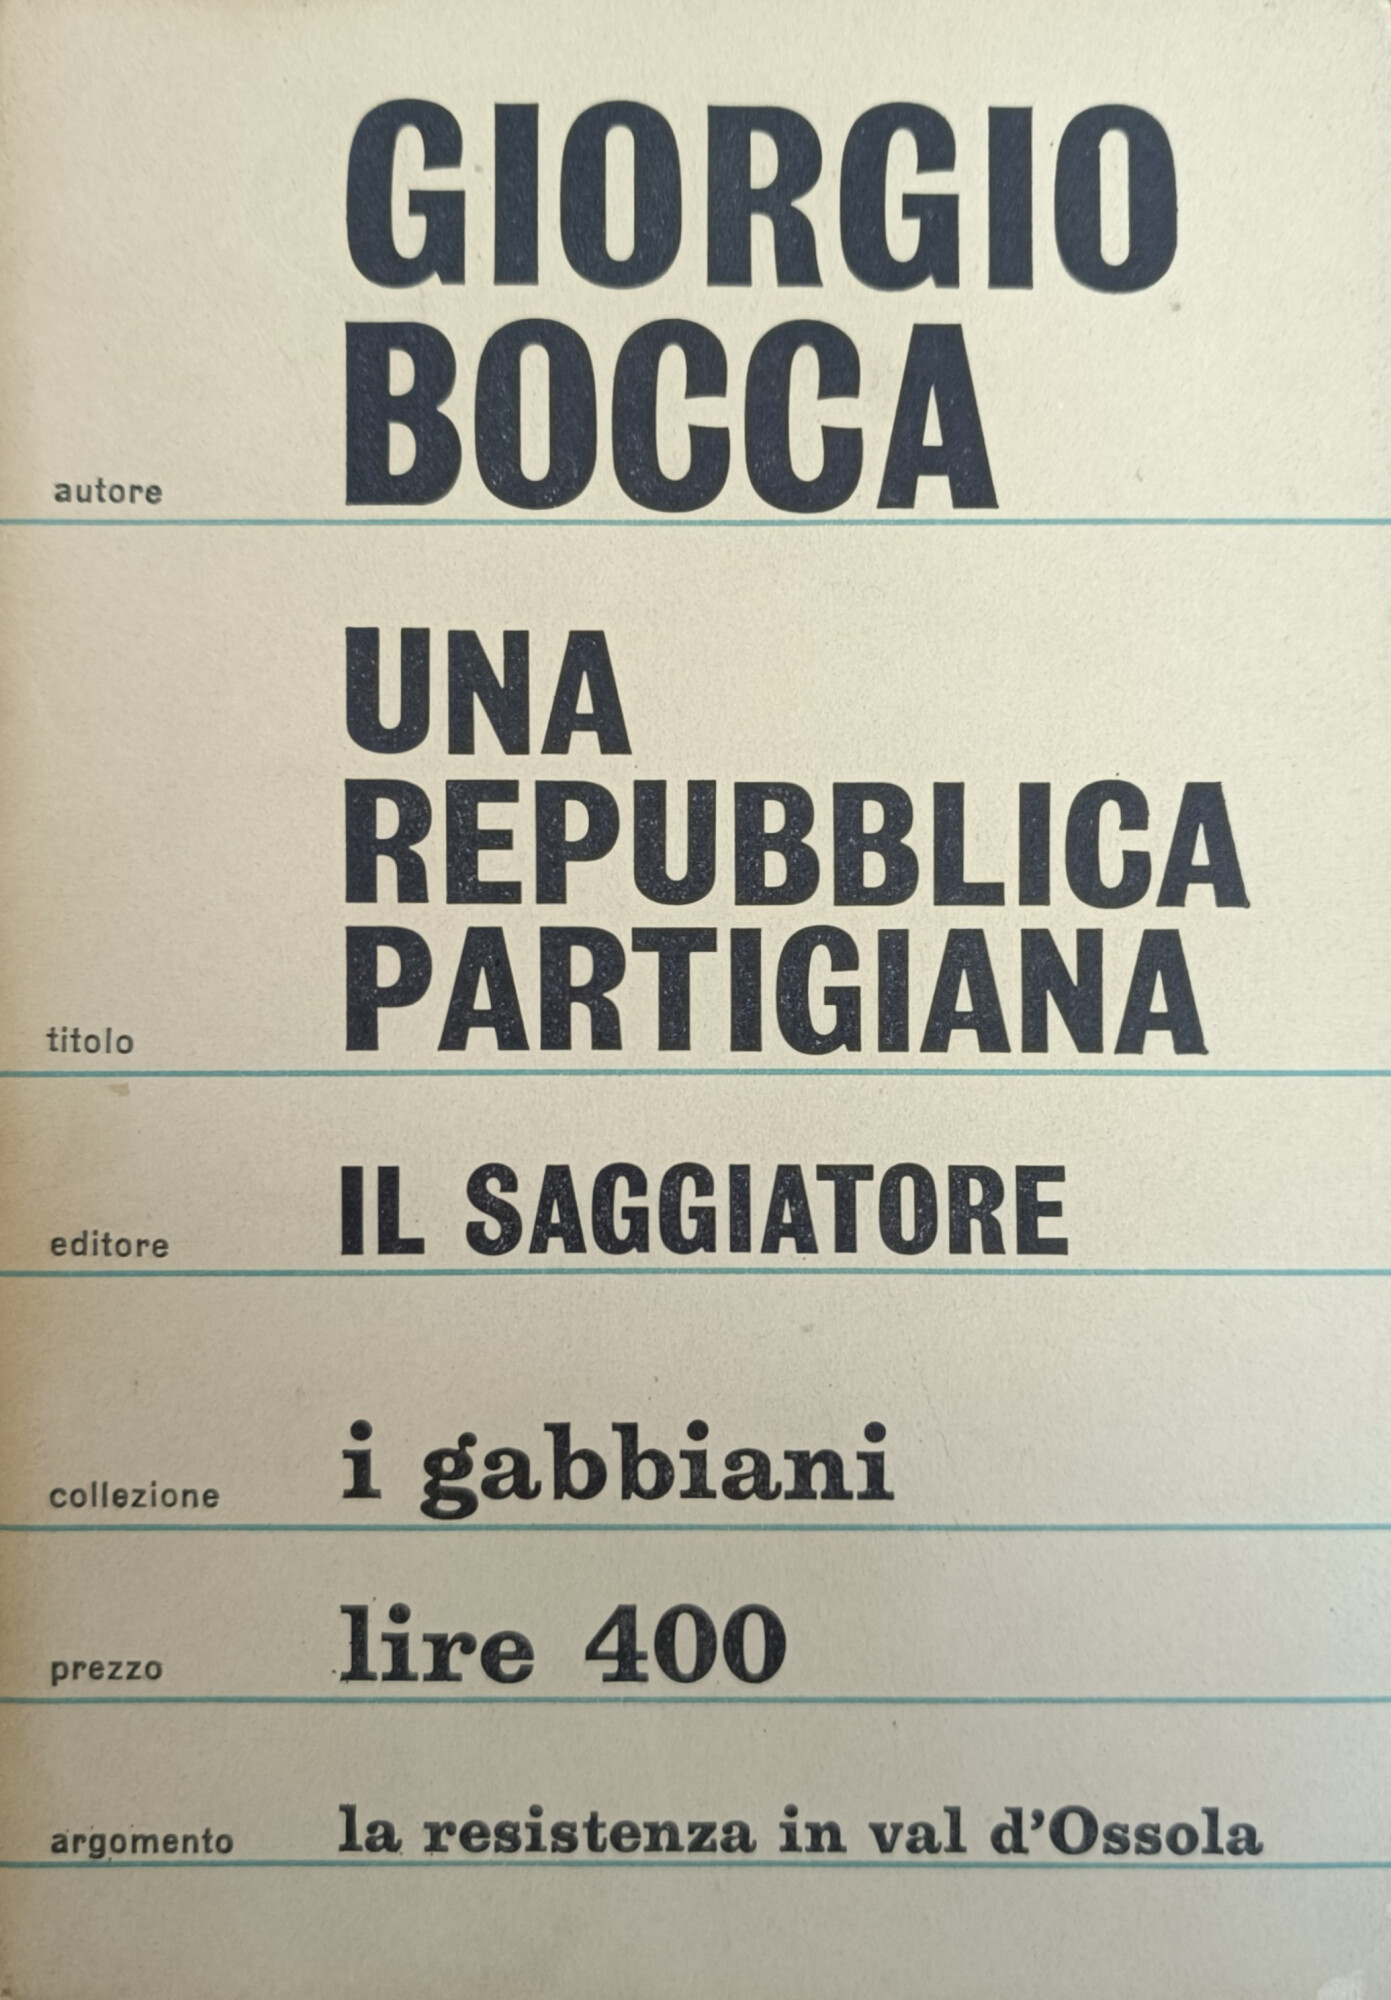 GIORGIO
autore BOCCA
UNA
REPUBBLICA
titolo PARTIGIANA
editore IL SAGGIATORE
collezione i gabbiani
prezzo lire 400
argomento la resistenza in val d'Ossola